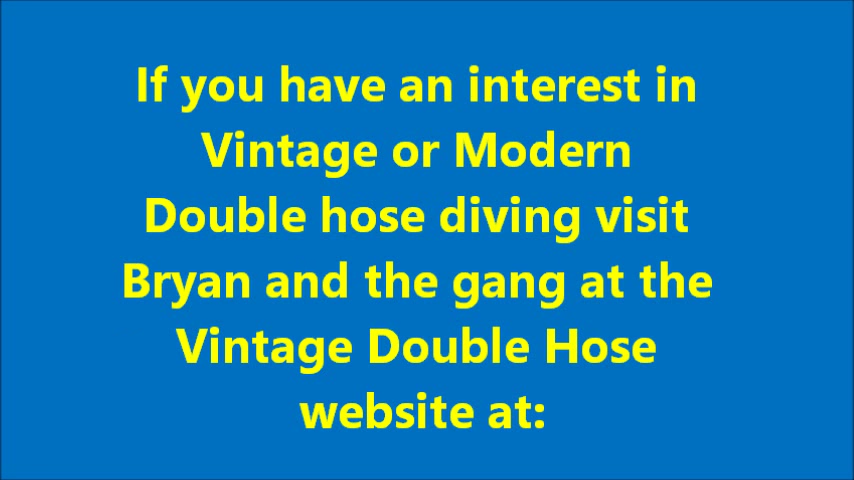 If you have an interest in
Vintage or Modern
Double hose diving visit
Bryan and the gang at the
Vintage Double Hose
website at: